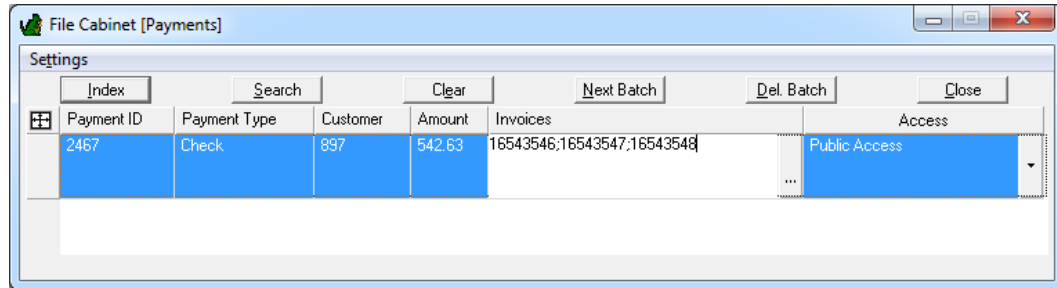 File Cabinet [Payments]
Settings
Index Search Clear Next Batch Del. Batch Close
Payment ID Payment Type Customer Amount Invoices Access
2467 Check 897 542.63 16543546;16543547;16543548 Public Access
...